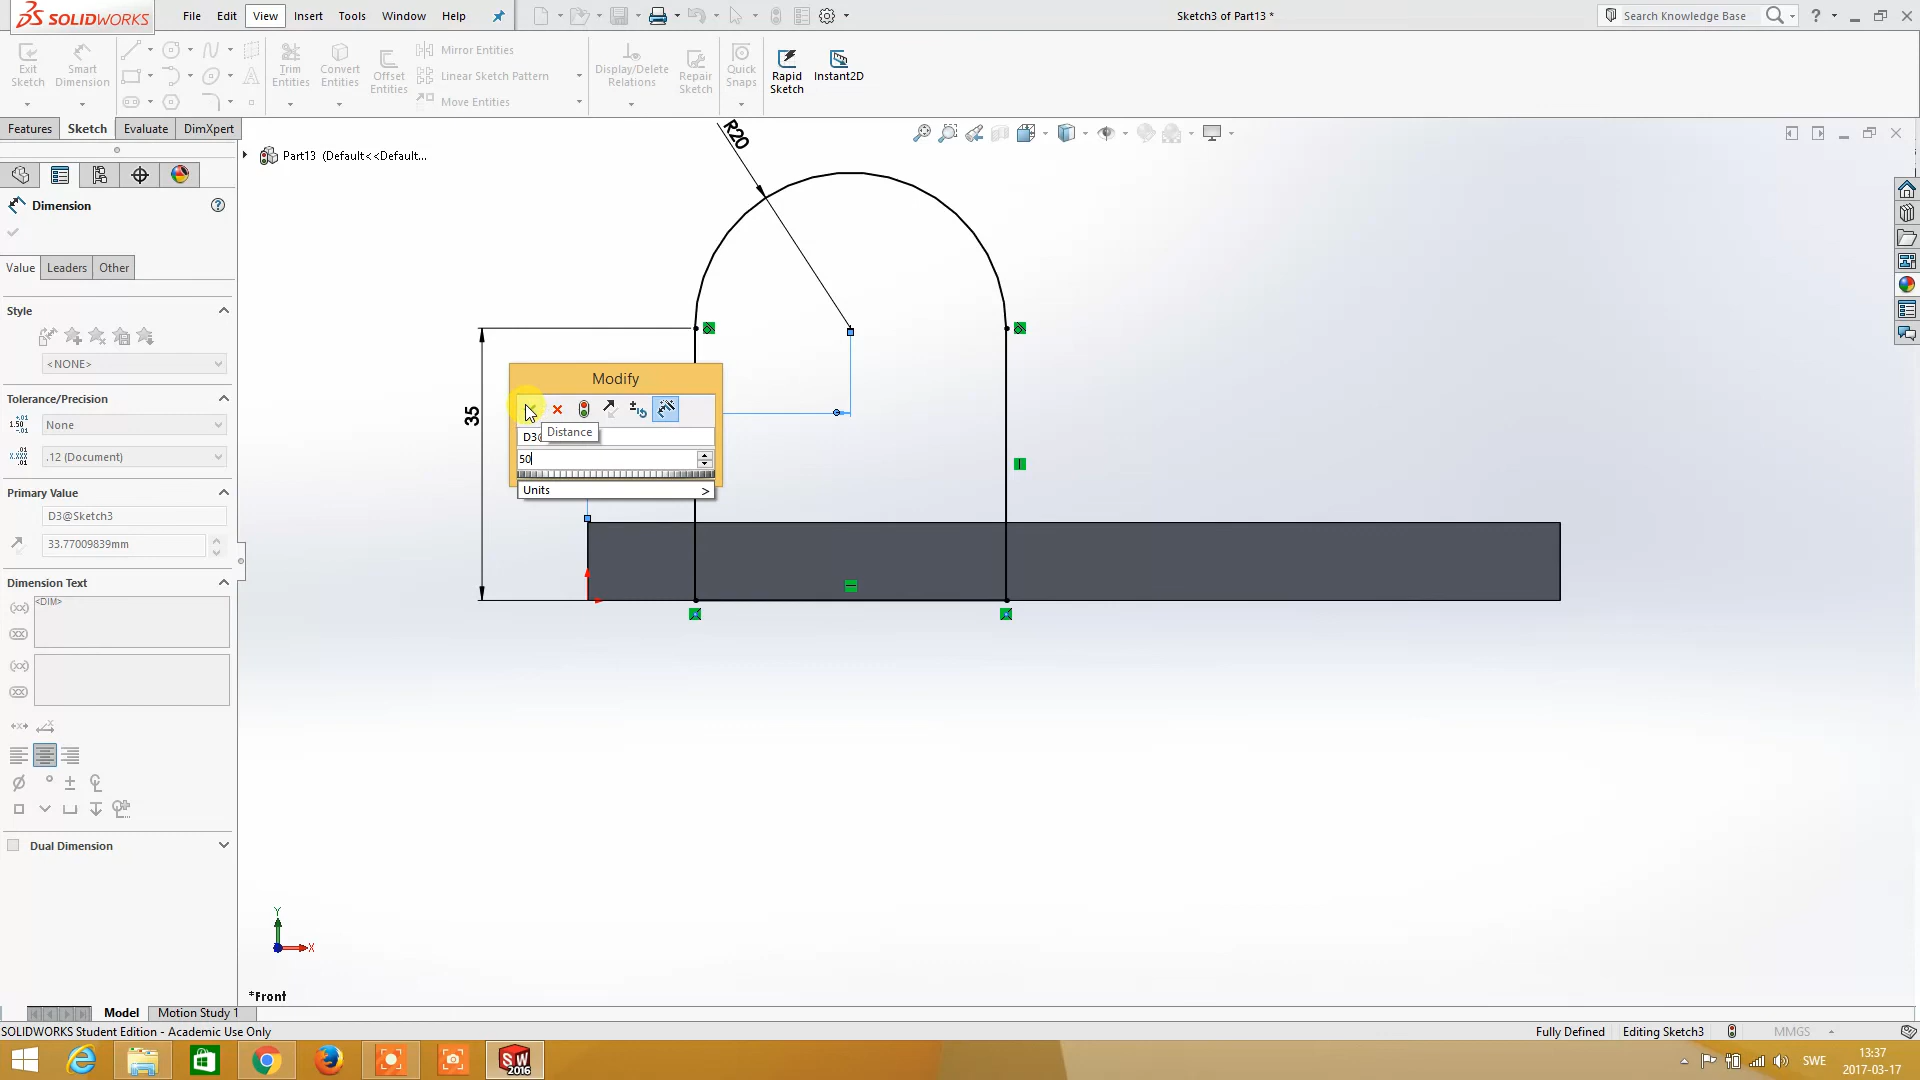 SOLIDWORKS
File Edit View Insert Tools Window Help
Sketch3 of Part13 *
Search Knowledge Base
Exit Sketch
Smart Dimension
Trim Entities
Convert Entities
Offset Entities
Mirror Entities
Linear Sketch Pattern
Move Entities
Display/Delete Relations
Repair Sketch
Quick Snaps
Rapid Sketch
Instant2D
Features Sketch Evaluate DimXpert
Part13 (Default<<Default...
Dimension
Value Leaders Other
Style
<NONE>
Tolerance/Precision
None
.12 (Document)
Primary Value
D3@Sketch3
33.77009839mm
Dimension Text
<DIM>
Dual Dimension
R20
35
Modify
D3@
Distance
50
Units >
Y
X
*Front
Model Motion Study 1
SOLIDWORKS Student Edition - Academic Use Only
Fully Defined Editing Sketch3 MMGS
SW 2016
SWE
13:37
2017-03-17